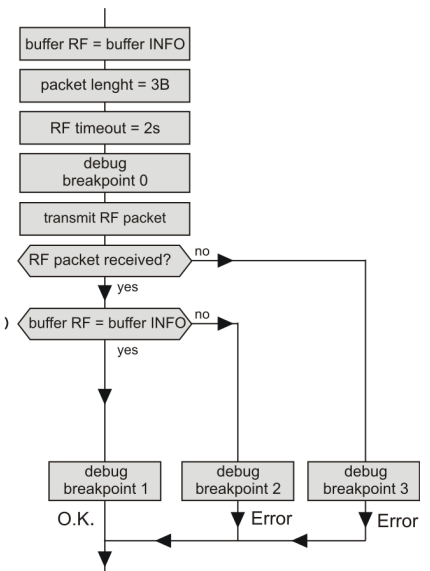 buffer RF = buffer INFO
packet lenght = 3B
RF timeout = 2s
debug
breakpoint 0
transmit RF packet
RF packet received?
no
yes
) buffer RF = buffer INFO
no
yes
debug
breakpoint 1
debug
breakpoint 2
debug
breakpoint 3
O.K.
Error
Error